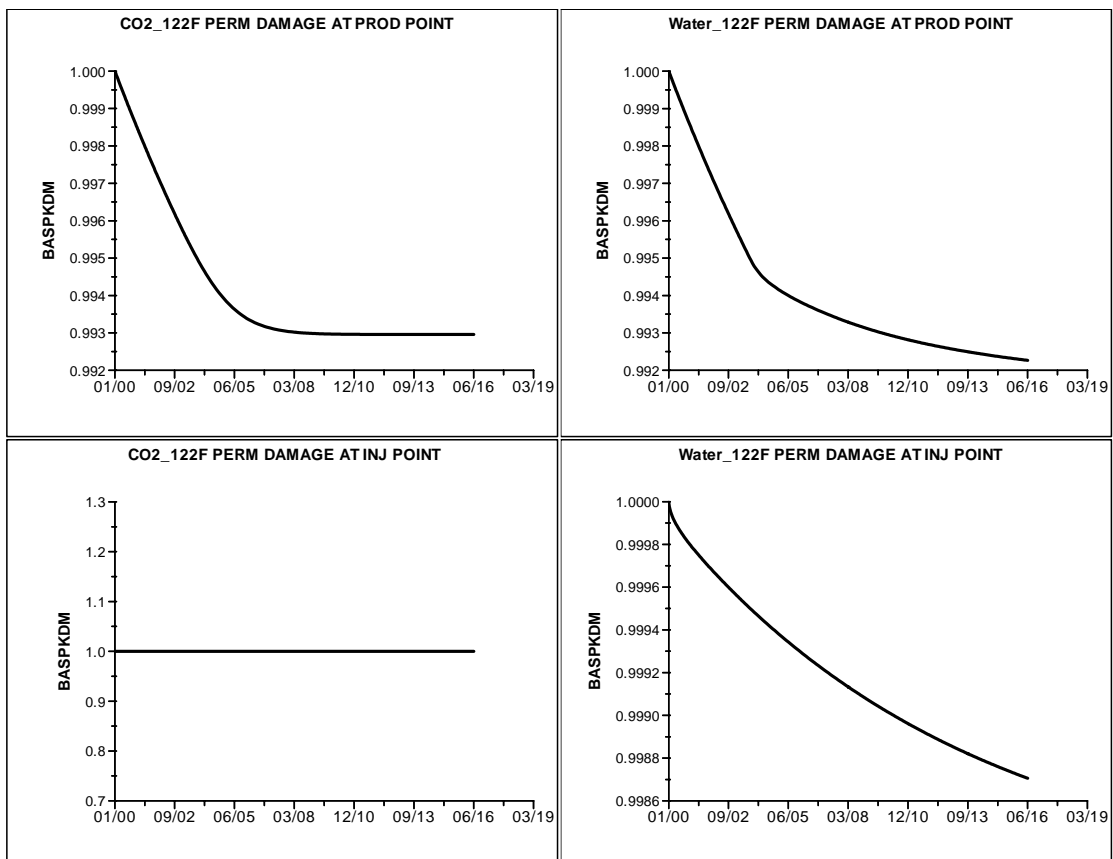 CO2_122F PERM DAMAGE AT PROD POINT
BASPKDM
1.000
0.999
0.998
0.997
0.996
0.995
0.994
0.993
0.992
01/00 09/02 06/05 03/08 12/10 09/13 06/16 03/19
Water_122F PERM DAMAGE AT PROD POINT
BASPKDM
1.000
0.999
0.998
0.997
0.996
0.995
0.994
0.993
0.992
01/00 09/02 06/05 03/08 12/10 09/13 06/16 03/19
CO2_122F PERM DAMAGE AT INJ POINT
BASPKDM
1.3
1.2
1.1
1.0
0.9
0.8
0.7
01/00 09/02 06/05 03/08 12/10 09/13 06/16 03/19
Water_122F PERM DAMAGE AT INJ POINT
BASPKDM
1.0000
0.9998
0.9996
0.9994
0.9992
0.9990
0.9988
0.9986
01/00 09/02 06/05 03/08 12/10 09/13 06/16 03/19